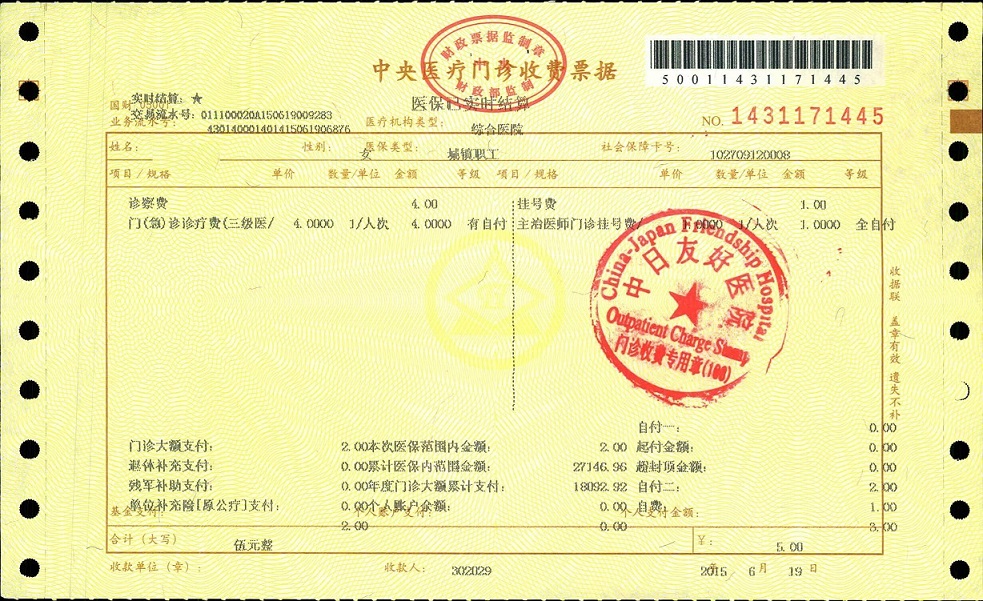 财政票据监制章
财政部监制
中央医疗门诊收费票据
5001143117​1445
实时结算: ★
医保已实时结算
交易流水号: 011100020A150619009283
业务流水号: 430140001401415061906876
医疗机构类型: 综合医院
NO. 1431171445
姓名: 性别: 女 医保类型: 城镇职工 社会保障卡号: 102709120008
项目/规格 单价 数量/单位 金额 等级 项目/规格 单价 数量/单位 金额 等级
诊察费 4.00 挂号费 1.00
门(急)诊诊疗费(三级医/ 4.0000 1/人次 4.0000 有自付 主治医师门诊挂号费/ 1.0000 1/人次 1.0000 全自付
China-Japan Friendship Hospital
中日友好医院
Outpatient Charge Stamp
门诊收费专用章(100)
收据联 盖章有效 遗失不补
自付一: 0.00
门诊大额支付: 2.00 本次医保范围内金额: 2.00 起付金额: 0.00
退休补充支付: 0.00 累计医保内范围金额: 27146.96 超封顶金额: 0.00
残军补助支付: 0.00 年度门诊大额累计支付: 18092.92 自付二: 2.00
单位补充险[原公疗]支付: 0.00 个人账户余额: 0.00 自费: 1.00
基金支付: 2.00 个人账户支付: 0.00 个人支付金额: 3.00
合计(大写) 伍元整 ¥: 5.00
收款单位(章): 收款人: 302029 2015 年 6 月 19 日